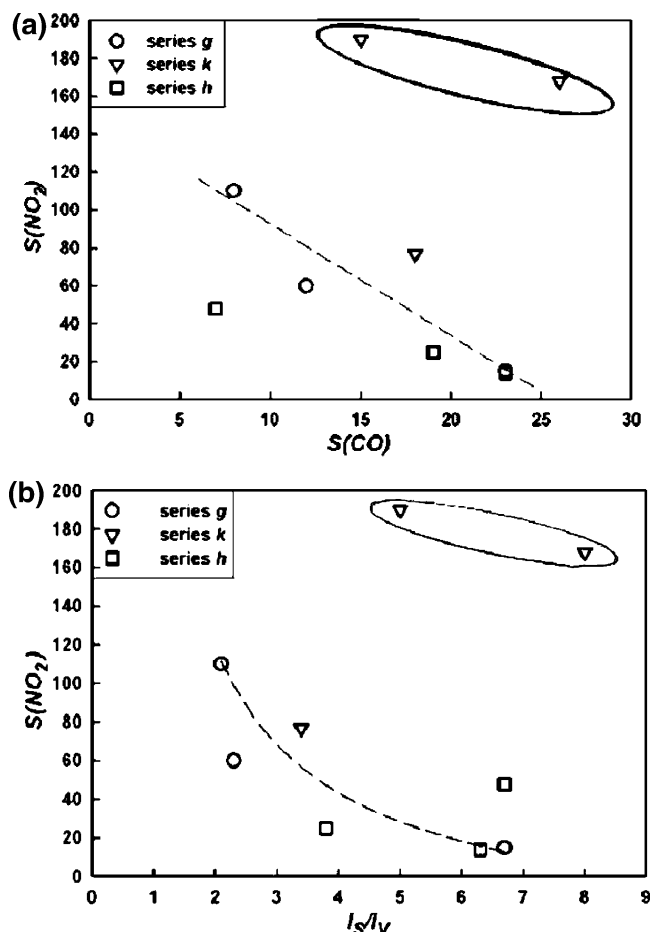 (a)
200
180
160
140
120
100
80
60
40
20
0
series g
series k
series h
S(NO2)
0 5 10 15 20 25 30
S(CO)
(b)
200
180
160
140
120
100
80
60
40
20
0
series g
series k
series h
S(NO2)
0 1 2 3 4 5 6 7 8 9
IS/IV